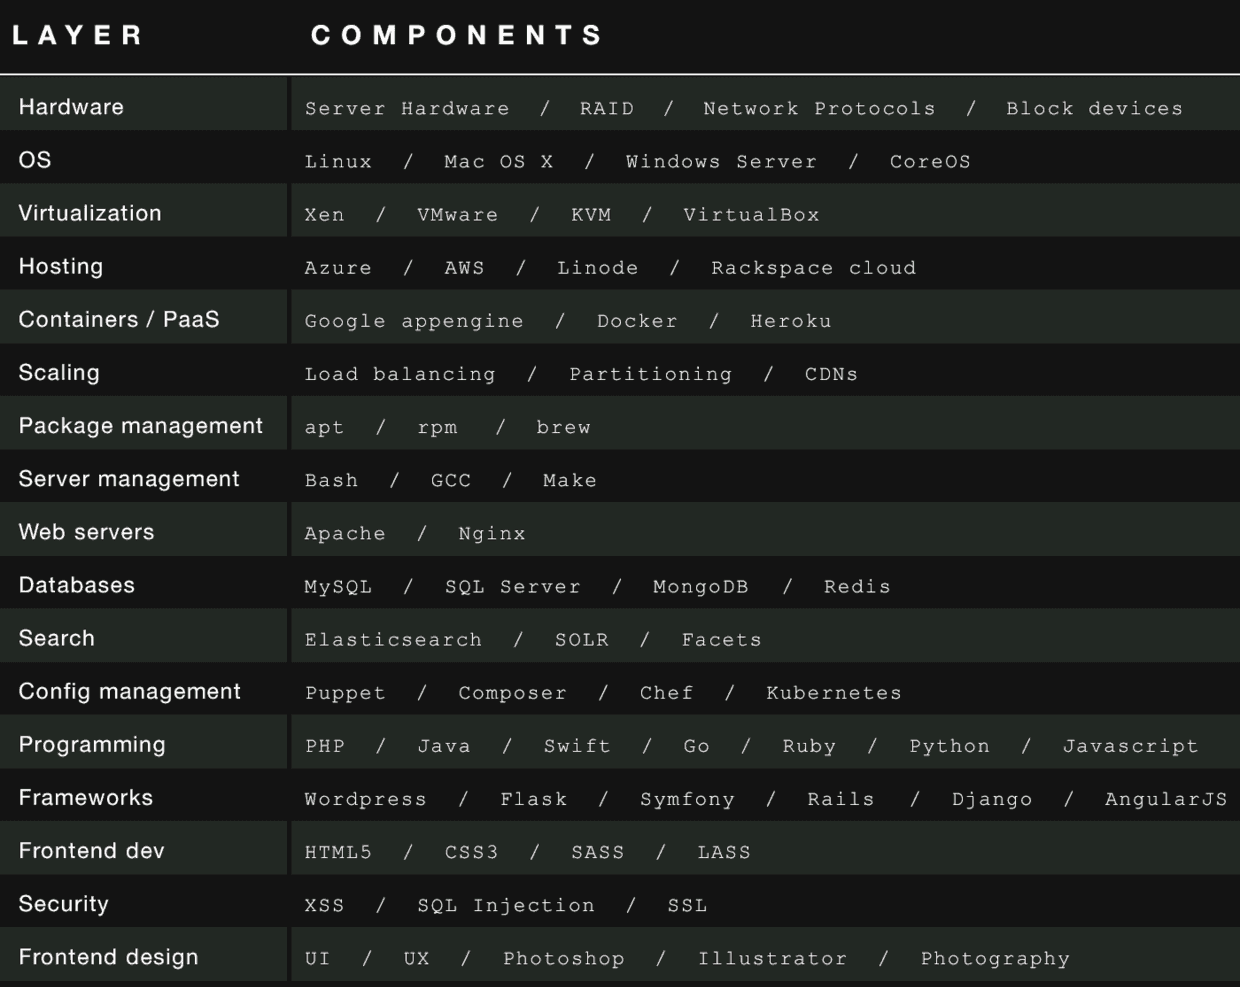 LAYER COMPONENTS
Hardware Server Hardware / RAID / Network Protocols / Block devices
OS Linux / Mac OS X / Windows Server / CoreOS
Virtualization Xen / VMware / KVM / VirtualBox
Hosting Azure / AWS / Linode / Rackspace cloud
Containers / PaaS Google appengine / Docker / Heroku
Scaling Load balancing / Partitioning / CDNs
Package management apt / rpm / brew
Server management Bash / GCC / Make
Web servers Apache / Nginx
Databases MySQL / SQL Server / MongoDB / Redis
Search Elasticsearch / SOLR / Facets
Config management Puppet / Composer / Chef / Kubernetes
Programming PHP / Java / Swift / Go / Ruby / Python / Javascript
Frameworks Wordpress / Flask / Symfony / Rails / Django / AngularJS
Frontend dev HTML5 / CSS3 / SASS / LASS
Security XSS / SQL Injection / SSL
Frontend design UI / UX / Photoshop / Illustrator / Photography